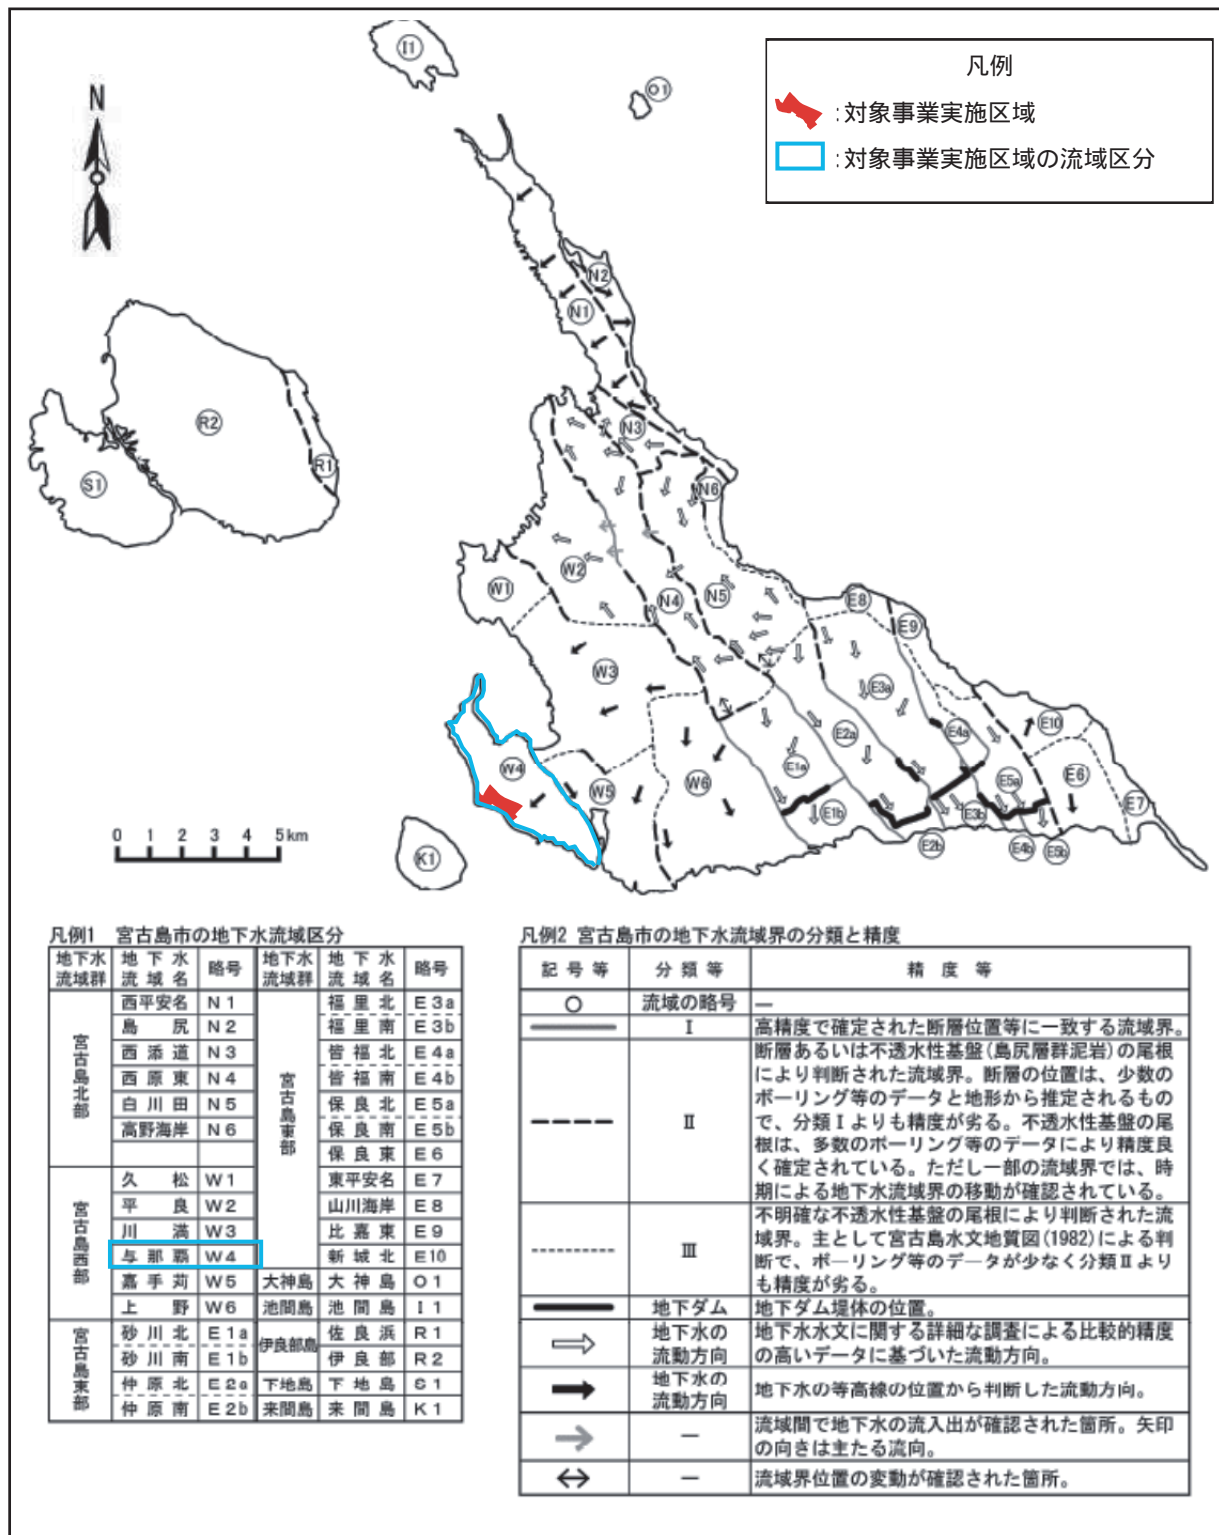 凡例
:対象事業実施区域
:対象事業実施区域の流域区分
N
I1
O1
N2
N1
R2
R1
S1
N3
N6
W1
W2
N4
N5
E8
E9
W3
E3a
E10
E4a
E2a
W4
W5
W6
E1a
E5a
E6
E7
E1b
E3b
E2b
E4b
E5b
K1
0 1 2 3 4 5km
凡例1 宮古島市の地下水流域区分
地下水流域群 地下水流域名 略号 地下水流域群 地下水流域名 略号
宮古島北部 西平安名 N1 宮古島東部 福里北 E3a
島尻 N2 福里南 E3b
西添道 N3 皆福北 E4a
西原東 N4 皆福南 E4b
白川田 N5 保良北 E5a
高野海岸 N6 保良南 E5b
保良東 E6
宮古島西部 久松 W1 東平安名 E7
平良 W2 山川海岸 E8
川満 W3 比嘉東 E9
与那覇 W4 新城北 E10
嘉手苅 W5 大神島 大神島 O1
上野 W6 池間島 池間島 I1
宮古島東部 砂川北 E1a 伊良部島 佐良浜 R1
砂川南 E1b 伊良部 R2
仲原北 E2a 下地島 下地島 S1
仲原南 E2b 来間島 来間島 K1
凡例2 宮古島市の地下水流域界の分類と精度
記号等 分類等 精度等
○ 流域の略号 —
I 高精度で確定された断層位置等に一致する流域界。
II 断層あるいは不透水性基盤(島尻層群泥岩)の尾根
により判断された流域界。断層の位置は、少数の
ボーリング等のデータと地形から推定されるもの
で、分類Ⅰよりも精度が劣る。不透水性基盤の尾
根は、多数のボーリング等のデータにより精度良
く確定されている。ただし一部の流域界では、時
期による地下水流域界の移動が確認されている。
III 不明確な不透水性基盤の尾根により判断された流
域界。主として宮古島水文地質図(1982)による判
断で、ボーリング等のデータが少なく分類Ⅱより
も精度が劣る。
地下ダム 地下ダム堤体の位置。
地下水の流動方向 地下水水文に関する詳細な調査による比較的精度
の高いデータに基づいた流動方向。
地下水の流動方向 地下水の等高線の位置から判断した流動方向。
— 流域間で地下水の流入出が確認された箇所。矢印
の向きは主たる流向。
— 流域界位置の変動が確認された箇所。